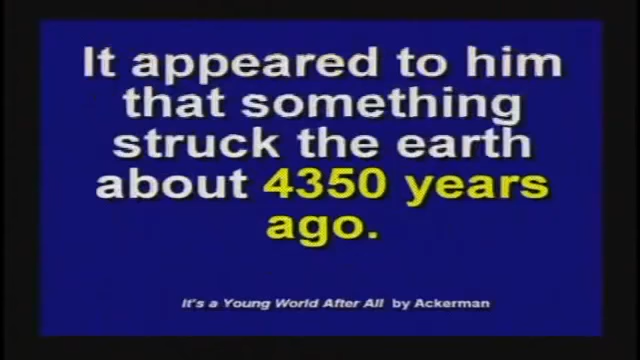 It appeared to him
that something
struck the earth
about 4350 years
ago.
It's a Young World After All by Ackerman